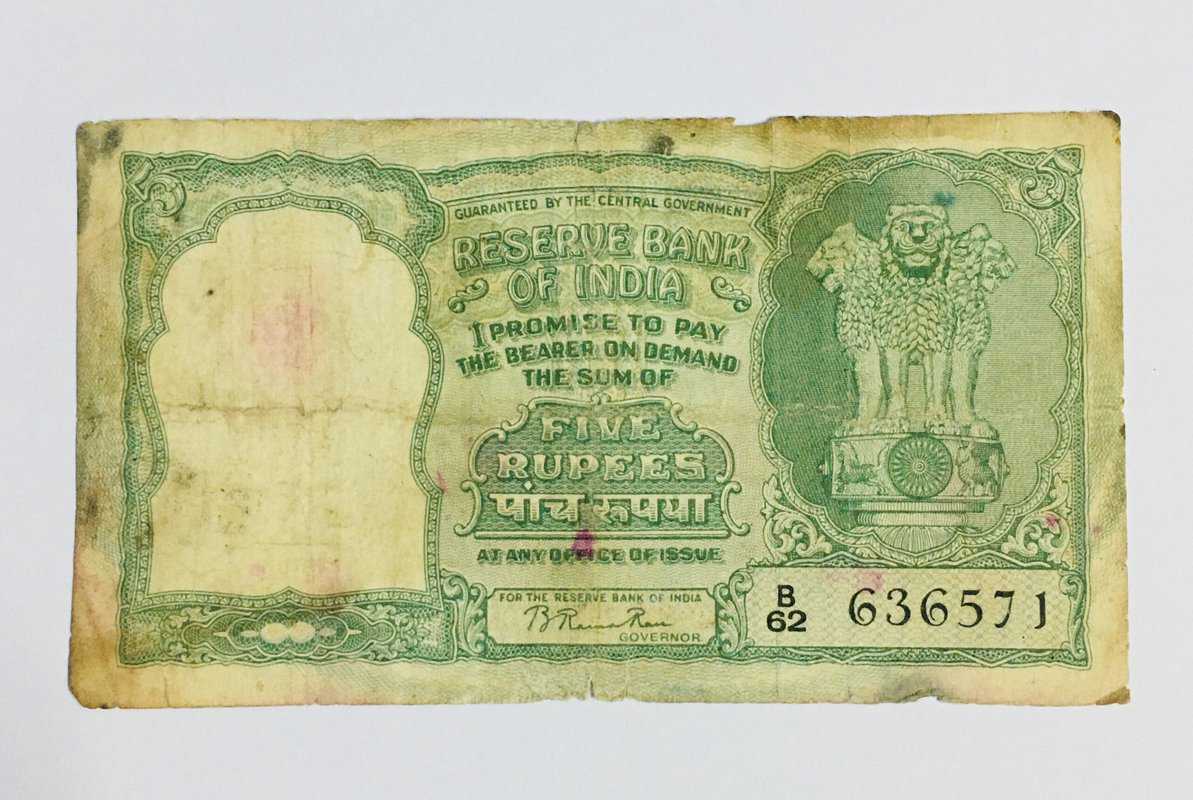 5
5
GUARANTEED BY THE CENTRAL GOVERNMENT
RESERVE BANK
OF INDIA
I PROMISE TO PAY
THE BEARER ON DEMAND
THE SUM OF
FIVE
RUPEES
पांच रूपया
AT ANY OFFICE OF ISSUE
FOR THE RESERVE BANK OF INDIA
B Rama Rau
GOVERNOR
B
62 636571